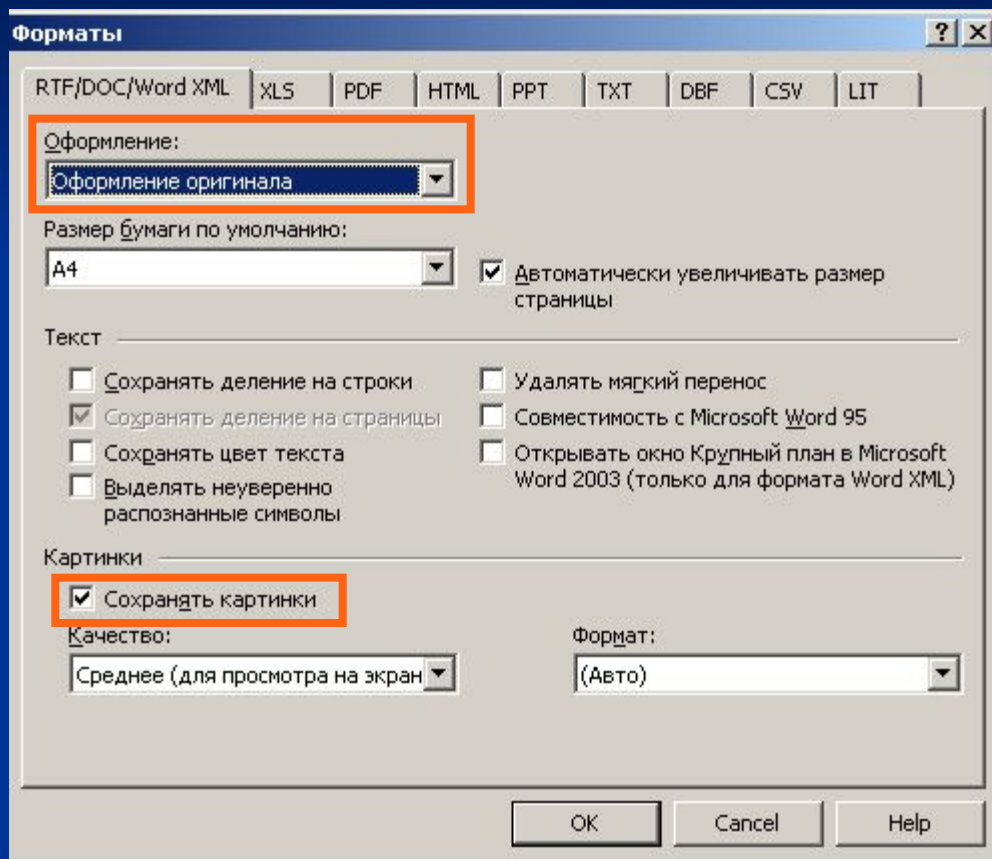 Форматы
RTF/DOC/Word XML XLS PDF HTML PPT TXT DBF CSV LIT
Оформление:
Оформление оригинала
Размер бумаги по умолчанию:
A4
Автоматически увеличивать размер
страницы
Текст
Сохранять деление на строки
Сохранять деление на страницы
Сохранять цвет текста
Выделять неуверенно
распознанные символы
Удалять мягкий перенос
Совместимость с Microsoft Word 95
Открывать окно Крупный план в Microsoft
Word 2003 (только для формата Word XML)
Картинки
Сохранять картинки
Качество:
Среднее (для просмотра на экран
Формат:
(Авто)
OK Cancel Help